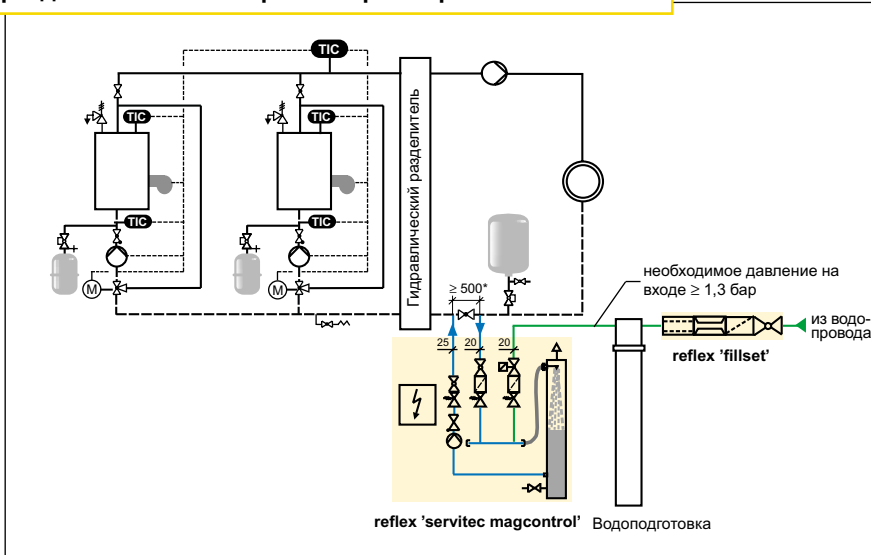 TIC
TIC
TIC
TIC
TIC
M
M
Гидравлический разделитель
≥ 500*
25
20
20
необходимое давление на
входе ≥ 1,3 бар
из водо-
провода
reflex 'fillset'
reflex 'servitec magcontrol'
Водоподготовка